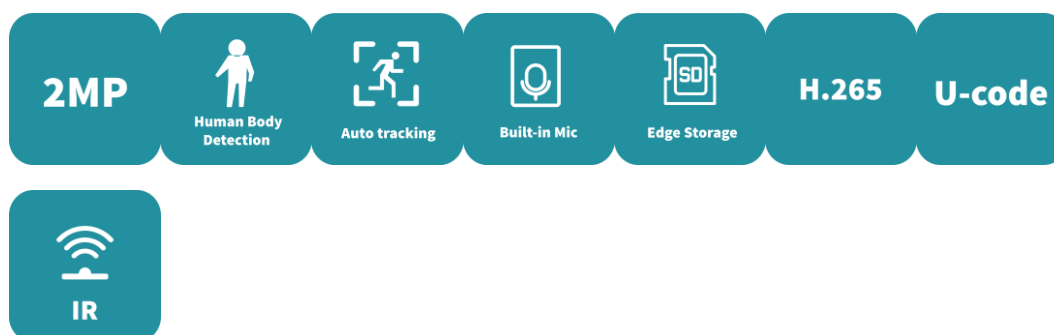 2MP
Human Body
Detection
Auto tracking
Built-in Mic
SD
Edge Storage
H.265
U-code
IR